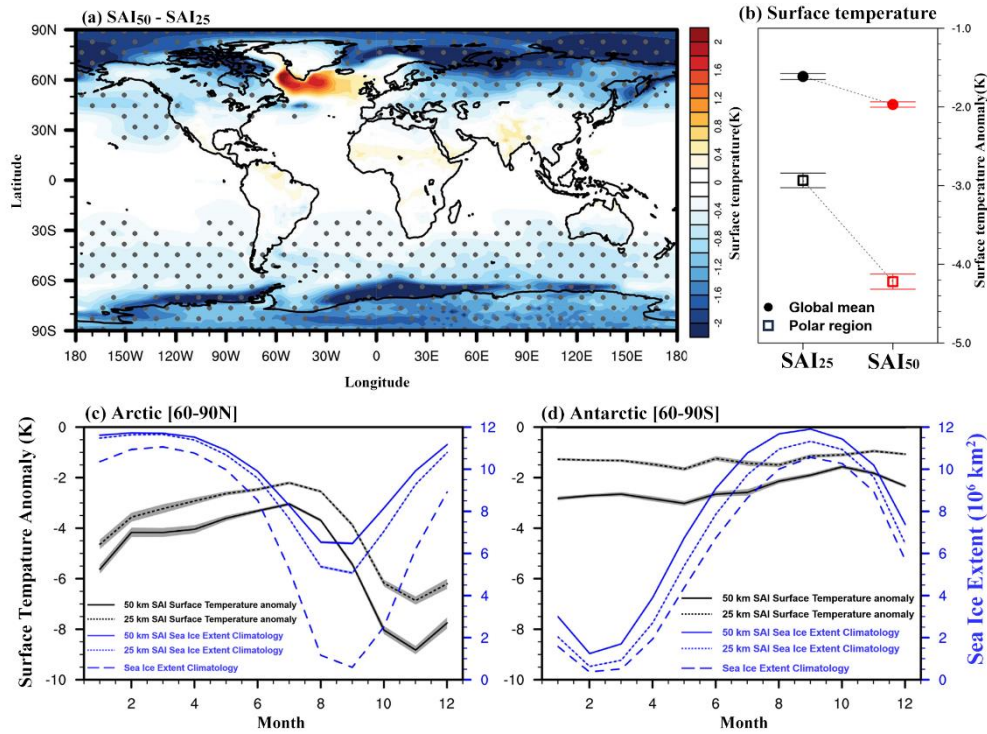 (a) SAI50 - SAI25
90N
60N
30N
0
30S
60S
90S
Latitude
180 150W 120W 90W 60W 30W 0 30E 60E 90E 120E 150E 180
Longitude
2
1.6
1.2
0.8
0.4
0
-0.4
-0.8
-1.2
-1.6
-2
Surface temperature(K)
(b) Surface temperature
-1.0
-2.0
-3.0
-4.0
-5.0
Surface temperature Anomaly(K)
Global mean
Polar region
SAI25 SAI50
(c) Arctic [60-90N]
0
-2
-4
-6
-8
-10
Surface Tempature Anomaly (K)
12
10
8
6
4
2
0
50 km SAI Surface Temperature anomaly
25 km SAI Surface Temperature anomaly
50 km SAI Sea Ice Extent Climatology
25 km SAI Sea Ice Extent Climatology
Sea Ice Extent Climatology
2 4 6 8 10 12
Month
(d) Antarctic [60-90S]
0
-2
-4
-6
-8
-10
12
10
8
6
4
2
0
Sea Ice Extent (10⁶ km²)
50 km SAI Surface Temperature anomaly
25 km SAI Surface Temperature anomaly
50 km SAI Sea Ice Extent Climatology
25 km SAI Sea Ice Extent Climatology
Sea Ice Extent Climatology
2 4 6 8 10 12
Month